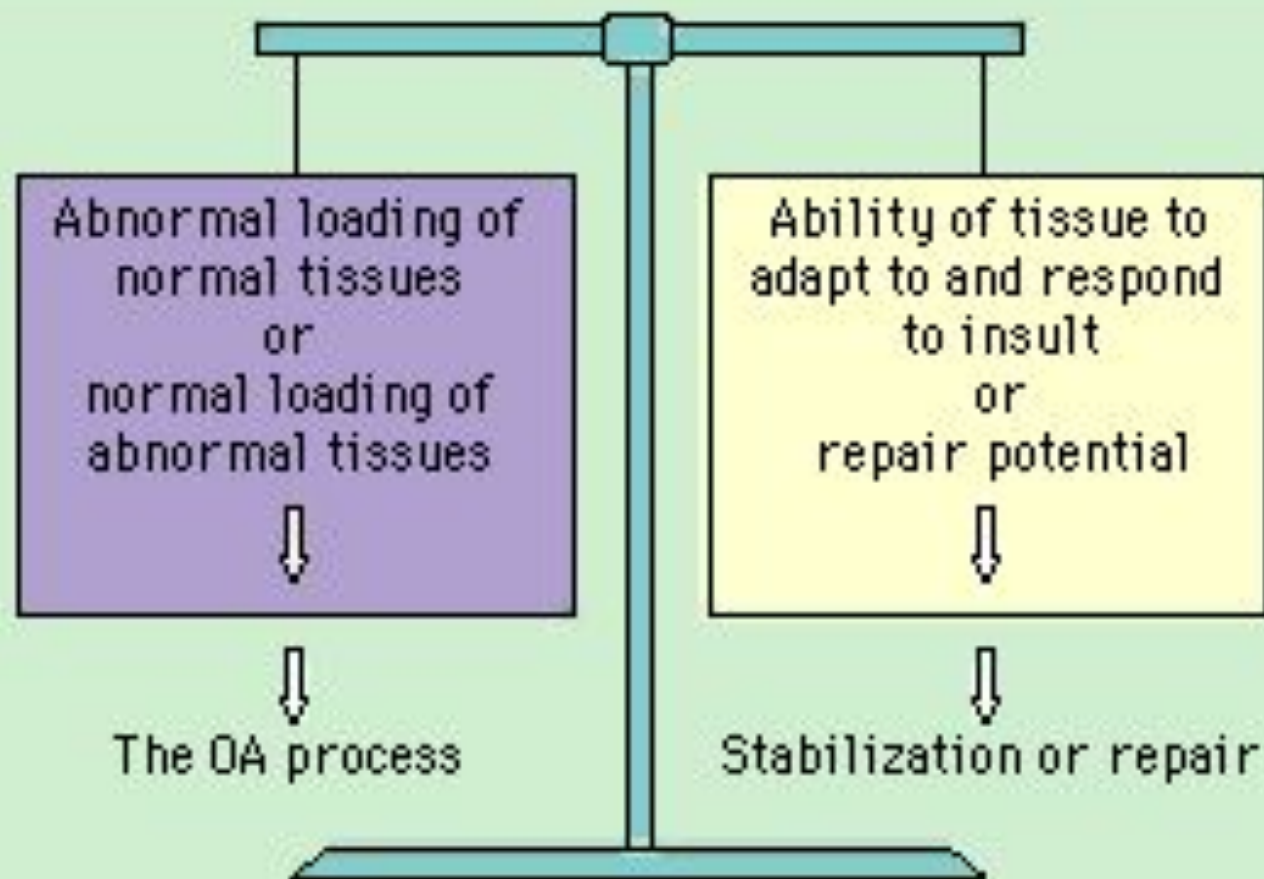 Abnormal loading of
normal tissues
or
normal loading of
abnormal tissues
The OA process
Ability of tissue to
adapt to and respond
to insult
or
repair potential
Stabilization or repair